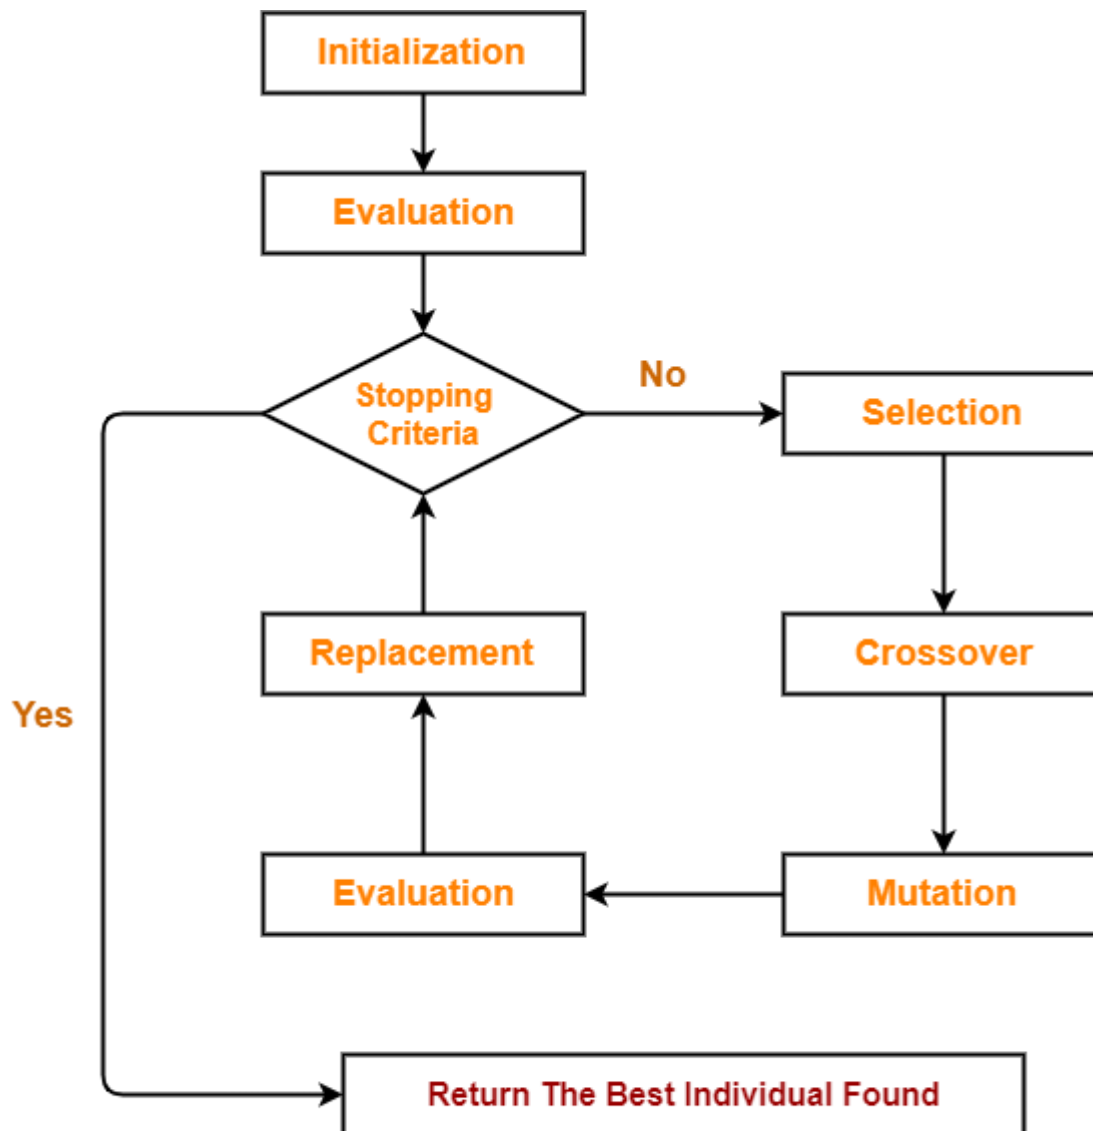 Initialization
Evaluation
Stopping
Criteria
No
Selection
Replacement
Crossover
Yes
Evaluation
Mutation
Return The Best Individual Found